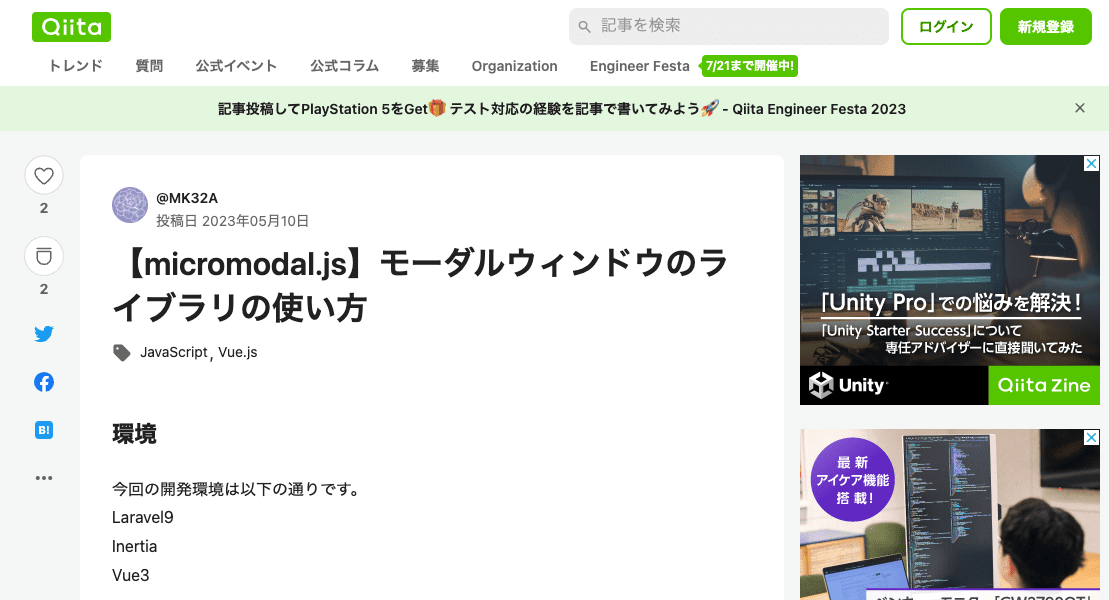 Qiita
記事を検索
ログイン
新規登録
トレンド 質問 公式イベント 公式コラム 募集 Organization Engineer Festa 7/21まで開催中!
記事投稿してPlayStation 5をGet🎁 テスト対応の経験を記事で書いてみよう🚀 - Qiita Engineer Festa 2023
2
2
B!
@MK32A
投稿日 2023年05月10日
【micromodal.js】モーダルウィンドウのラ
イブラリの使い方
JavaScript, Vue.js
環境
今回の開発環境は以下の通りです。
Laravel9
Inertia
Vue3
「Unity Pro」での悩みを解決!
「Unity Starter Success」について
専任アドバイザーに直接聞いてみた
Unity
Qiita Zine
最新
アイケア機能
搭載!